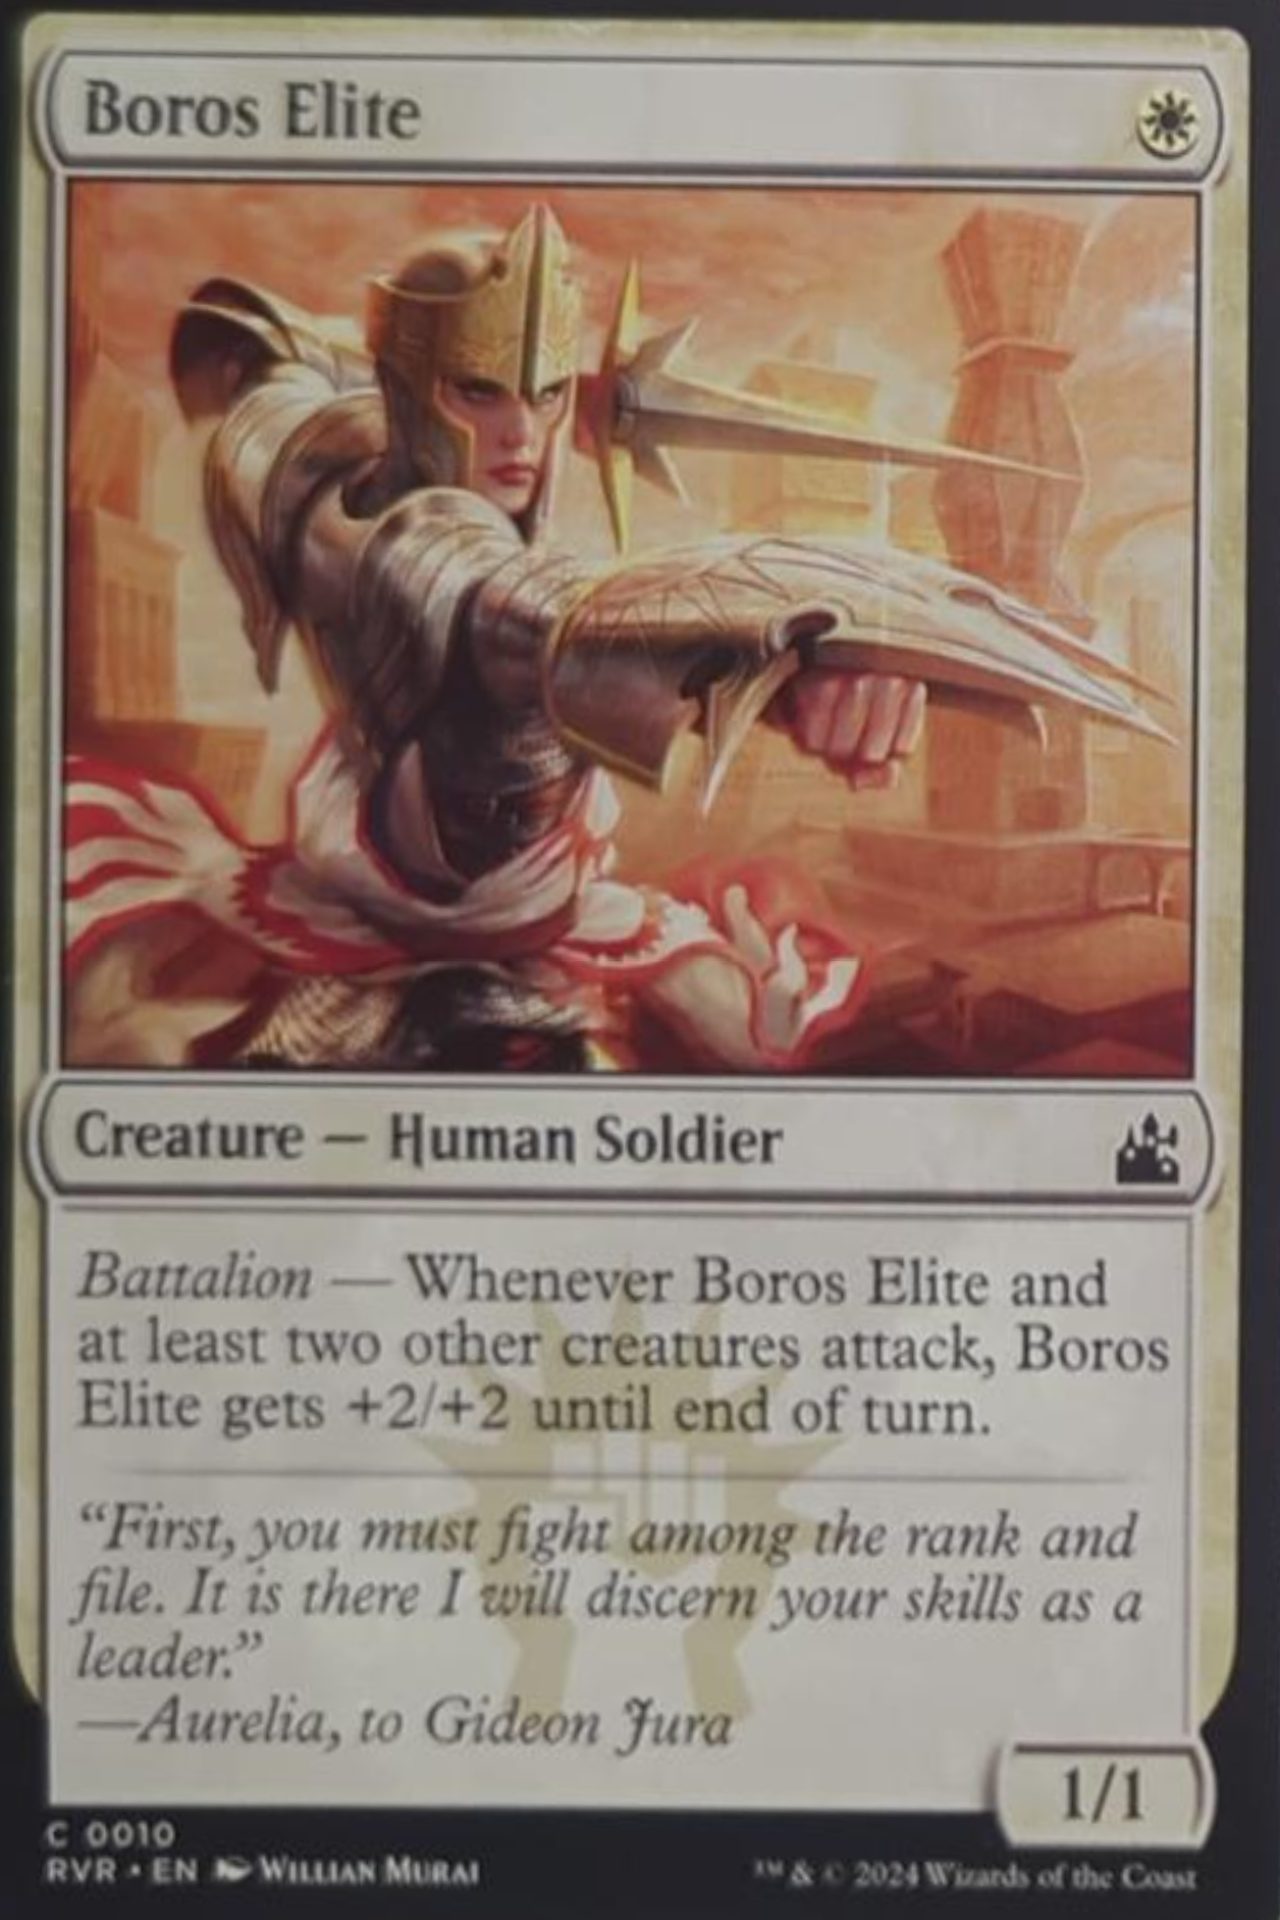 Boros Elite
Creature — Human Soldier
Battalion — Whenever Boros Elite and
at least two other creatures attack, Boros
Elite gets +2/+2 until end of turn.
“First, you must fight among the rank and
file. It is there I will discern your skills as a
leader.”
—Aurelia, to Gideon Jura
1/1
C 0010
RVR • EN WILLIAN MURAI
™ & © 2024 Wizards of the Coast